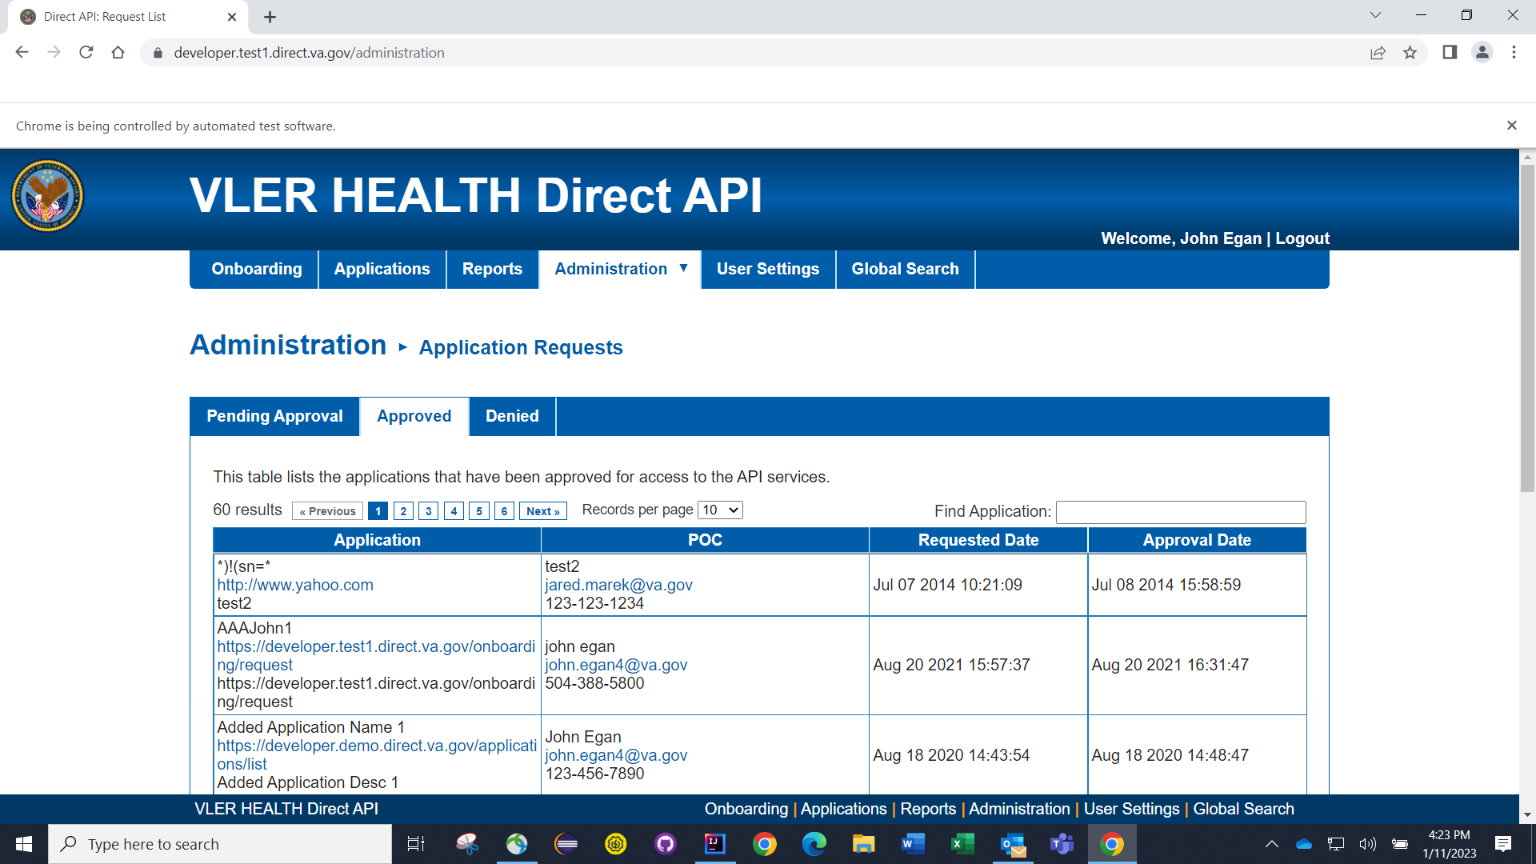 Direct API: Request List
developer.test1.direct.va.gov/administration
Chrome is being controlled by automated test software.
VLER HEALTH Direct API
Welcome, John Egan | Logout
Onboarding Applications Reports Administration ▼ User Settings Global Search
Administration ▸ Application Requests
Pending Approval Approved Denied
This table lists the applications that have been approved for access to the API services.
60 results « Previous 1 2 3 4 5 6 Next » Records per page 10 Find Application:
Application POC Requested Date Approval Date
*)!(sn=*
http://www.yahoo.com
test2
test2
jared.marek@va.gov
123-123-1234
Jul 07 2014 10:21:09
Jul 08 2014 15:58:59
AAAJohn1
https://developer.test1.direct.va.gov/onboardi
ng/request
https://developer.test1.direct.va.gov/onboardi
ng/request
john egan
john.egan4@va.gov
504-388-5800
Aug 20 2021 15:57:37
Aug 20 2021 16:31:47
Added Application Name 1
https://developer.demo.direct.va.gov/applicati
ons/list
Added Application Desc 1
John Egan
john.egan4@va.gov
123-456-7890
Aug 18 2020 14:43:54
Aug 18 2020 14:48:47
VLER HEALTH Direct API
Onboarding | Applications | Reports | Administration | User Settings | Global Search
Type here to search
4:23 PM
1/11/2023